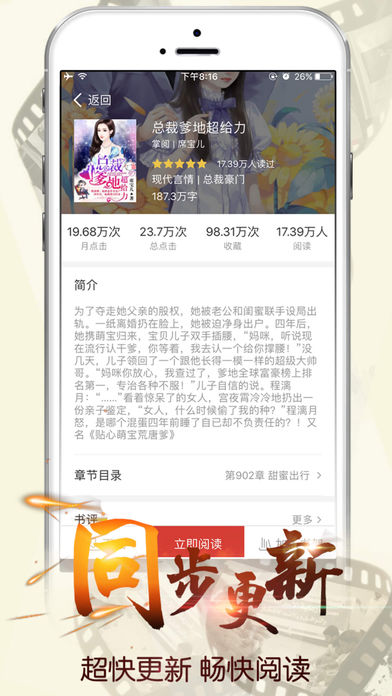 下午8:16
26%
返回
总裁爹地超给力
掌阅 | 席宝儿
17.39万人读过
现代言情 | 总裁豪门
187.3万字
总裁
爹地
超给力
19.68万次
23.7万次
98.31万次
17.39万人
月点击
总点击
收藏
阅读
简介
为了夺走她父亲的股权，她被老公和闺蜜联手设局出
轨。一纸离婚扔在脸上，她被迫净身出户。四年后，
她携萌宝归来，宝贝儿子双手插腰，“妈咪，听说现
在流行认干爹，你等着，我去认一个给你撑腰！”没
几天，儿子领回了一个跟他长得一模一样的超级大帅
哥。“妈咪你放心，我查过了，爹地全球富豪榜上排
名第一，专治各种不服！”儿子自信的说。程漓
月：“……”看着惊呆了的女人，宫夜霄冷冷地扔出一
份亲子鉴定，“女人，什么时候偷了我的种？”程漓月
怒，是哪个混蛋四年前睡了自己却不负责任的？！又
名《贴心萌宝荒唐爹》
章节目录
第902章 甜蜜出行
书评
更多
立即阅读
同步更新
超快更新 畅快阅读